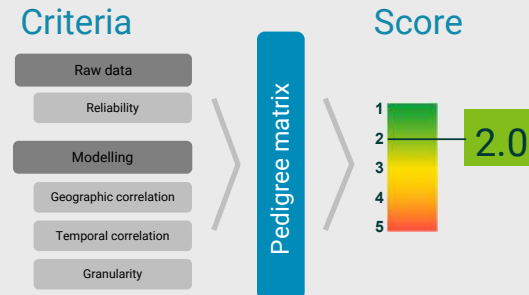 Criteria
Raw data
Reliability
Modelling
Geographic correlation
Temporal correlation
Granularity
Pedigree matrix
Score
1
2
3
4
5
2.0